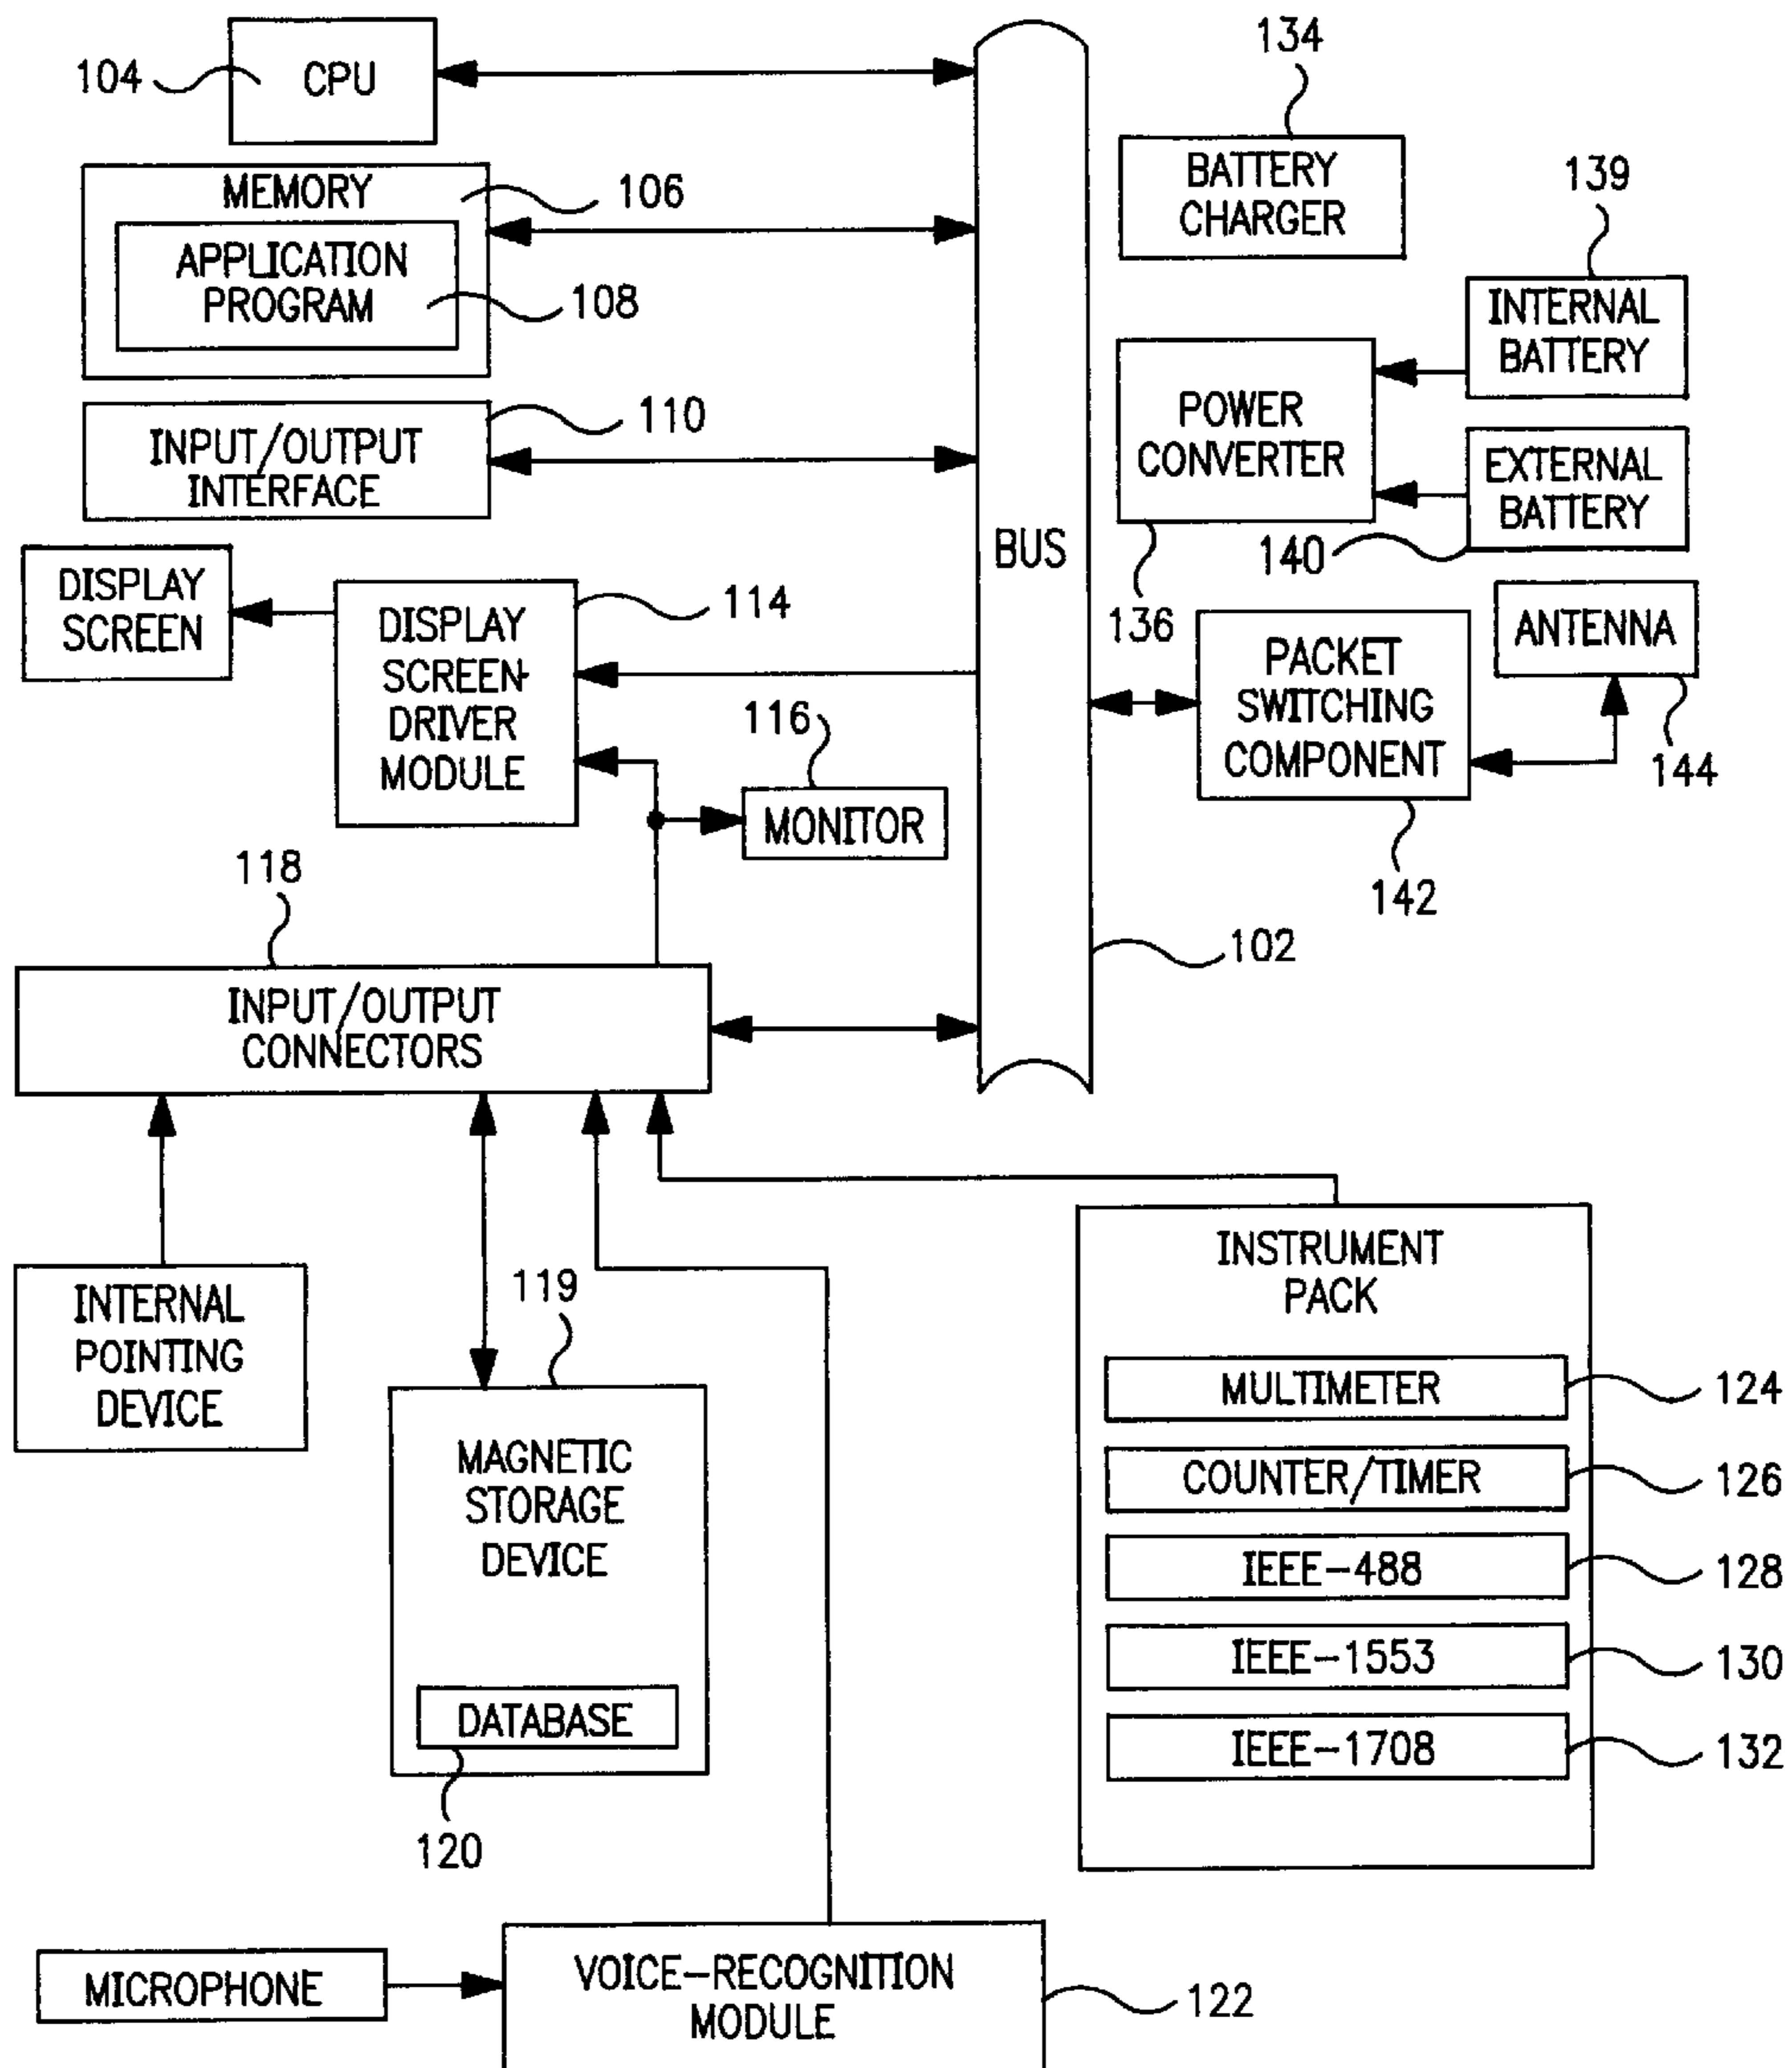 104
CPU
MEMORY
106
APPLICATION
PROGRAM
108
INPUT/OUTPUT
INTERFACE
110
DISPLAY
SCREEN
DISPLAY
SCREEN-
DRIVER
MODULE
114
116
MONITOR
118
INPUT/OUTPUT
CONNECTORS
BUS
102
134
BATTERY
CHARGER
139
INTERNAL
BATTERY
POWER
CONVERTER
136
EXTERNAL
BATTERY
140
PACKET
SWITCHING
COMPONENT
142
ANTENNA
144
INTERNAL
POINTING
DEVICE
119
MAGNETIC
STORAGE
DEVICE
DATABASE
120
INSTRUMENT
PACK
MULTIMETER
124
COUNTER/TIMER
126
IEEE-488
128
IEEE-1553
130
IEEE-1708
132
MICROPHONE
VOICE-RECOGNITION
MODULE
122